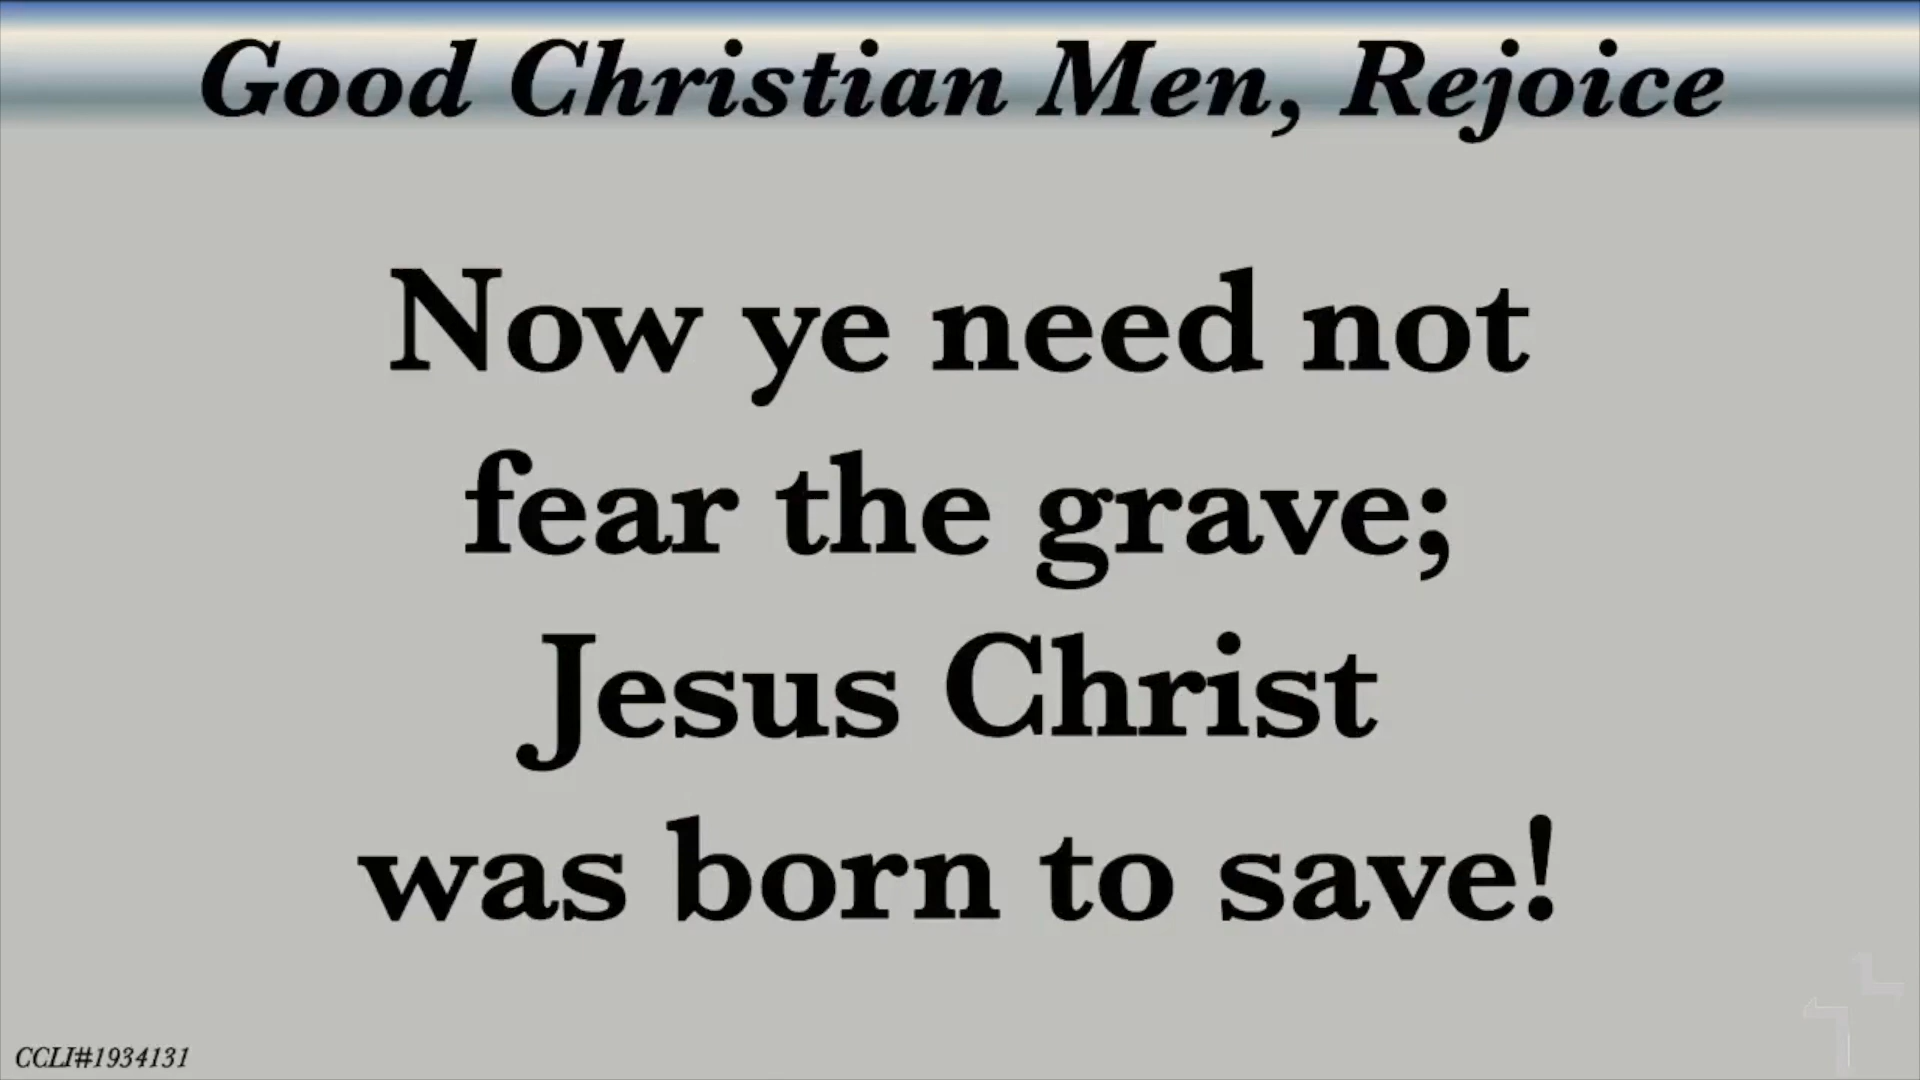 Good Christian Men, Rejoice
Now ye need not
fear the grave;
Jesus Christ
was born to save!
CCLI#1934131